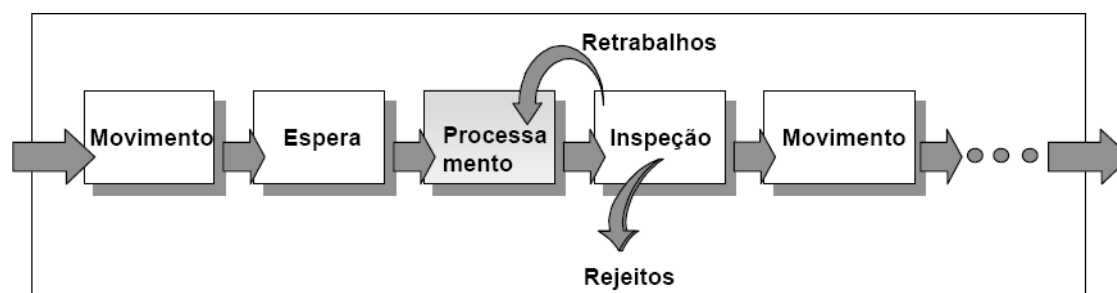 Retrabalhos
Movimento
Espera
Processa
mento
Inspeção
Movimento
Rejeitos